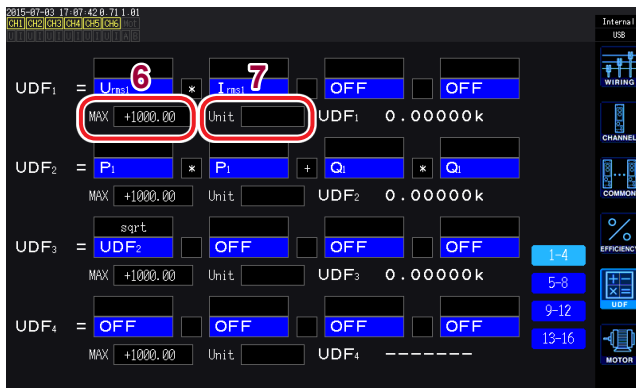 2015-07-03 17:07:42 0.71 1.01
Internal
CH1 CH2 CH3 CH4 CH5 CH6 Mot
USB
U I U I U I U I U I U I A B
6 7
UDF₁ = Urms1 * Irms1 OFF OFF
MAX +1000.00 Unit UDF₁ 0.00000k
WIRING
CHANNEL
UDF₂ = P₁ * P₁ + Q₁ * Q₁
MAX +1000.00 Unit UDF₂ 0.00000k
COMMON
sqrt
UDF₃ = UDF₂ OFF OFF OFF
MAX +1000.00 Unit UDF₃ 0.00000k
EFFICIENC
1-4
5-8
UDF
9-12
UDF₄ = OFF OFF OFF OFF
13-16
MAX +1000.00 Unit UDF₄ -------
MOTOR